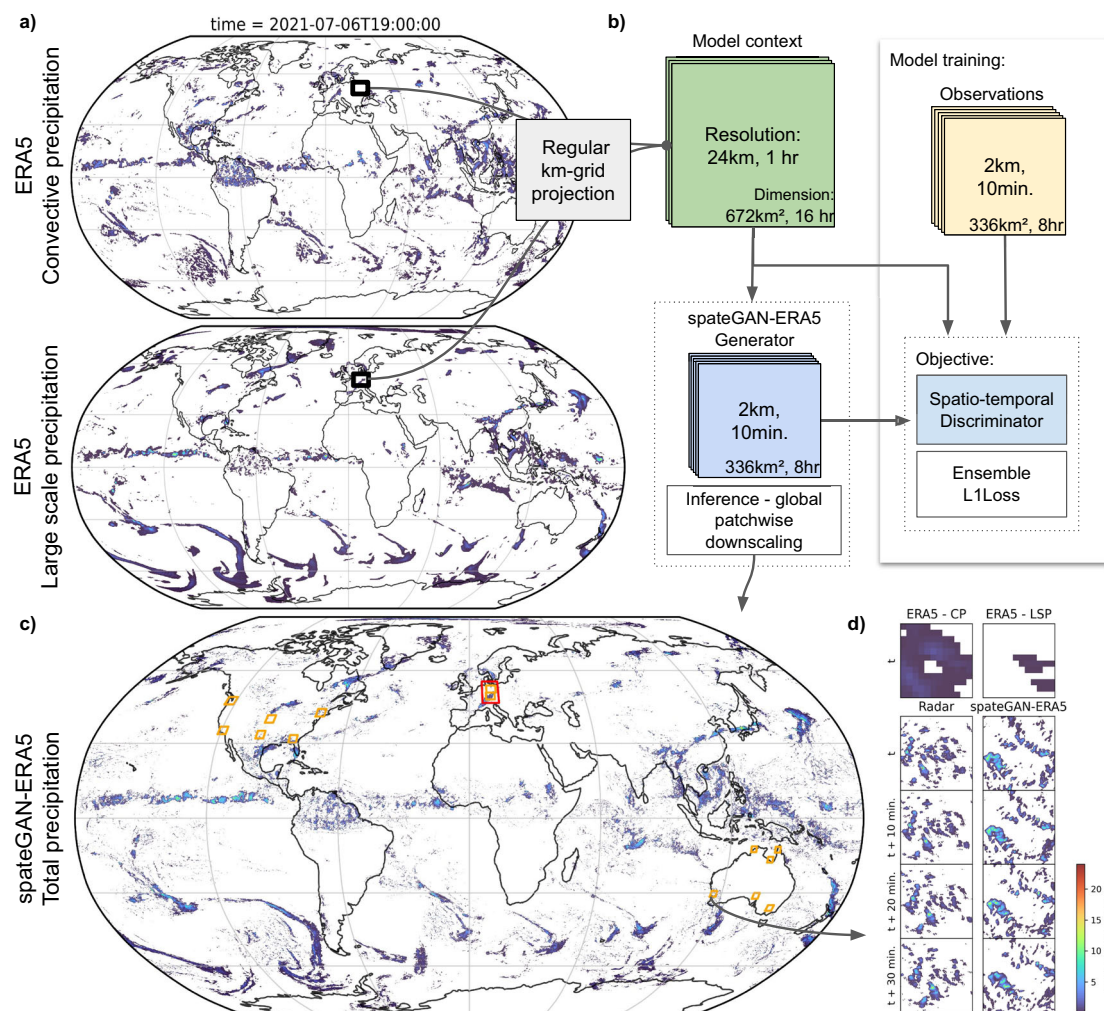 a)
time = 2021-07-06T19:00:00
ERA5
Convective precipitation
ERA5
Large scale precipitation
b)
Model context
Regular
km-grid
projection
Resolution:
24km, 1 hr
Dimension:
672km², 16 hr
Model training:
Observations
2km,
10min.
336km², 8hr
spateGAN-ERA5
Generator
2km,
10min.
336km², 8hr
Inference - global
patchwise
downscaling
Objective:
Spatio-temporal
Discriminator
Ensemble
L1Loss
c)
spateGAN-ERA5
Total precipitation
d)
ERA5 - CP
ERA5 - LSP
t
Radar
spateGAN-ERA5
t
t + 10 min.
t + 20 min.
t + 30 min.
20
15
10
5